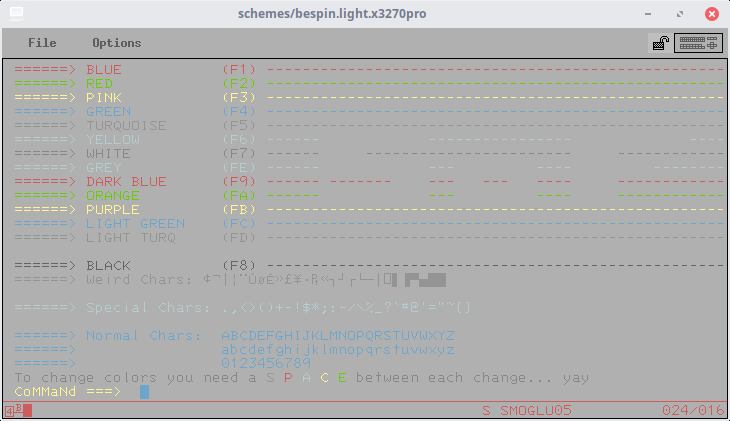 schemes/bespin.light.x3270pro
File Options
======> BLUE (F1) ----------------------------------------------------------------
======> RED (F2) ----------------------------------------------------------------
======> PINK (F3) ----------------------------------------------------------------
======> GREEN (F4) ----------------------------------------------------------------
======> TURQUOISE (F5) ----------------------------------------------------------------
======> YELLOW (F6)
======> WHITE (F7)
======> GREY (FE)
======> DARK BLUE (F9)
======> ORANGE (FA)
======> PURPLE (FB) ----------------------------------------------------------------
======> LIGHT GREEN (FC)
======> LIGHT TURQ (FD)
======> BLACK (F8) ----------------------------------------------------------------
======> Weird Chars:
======> Special Chars: .,<>()+-!$*;:-/\%_?`#@'="~{}
======> Normal Chars: ABCDEFGHIJKLMNOPQRSTUVWXYZ
======> abcdefghijklmnopqrstuvwxyz
======> 0123456789
To change colors you need a S P A C E between each change... yay
CoMMaNd ===>
4 B S SMOGLU05 024/016